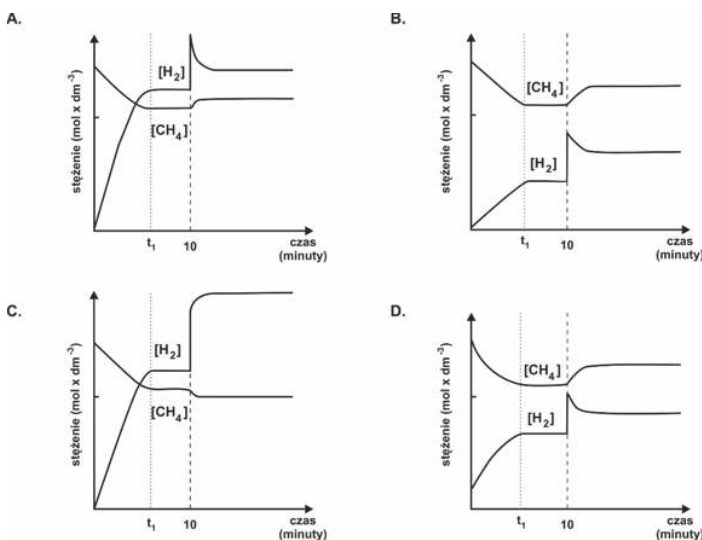 A.
stężenie (mol x dm⁻³)
[H₂]
[CH₄]
t₁
10
czas
(minuty)
B.
stężenie (mol x dm⁻³)
[CH₄]
[H₂]
t₁
10
czas
(minuty)
C.
stężenie (mol x dm⁻³)
[H₂]
[CH₄]
t₁
10
czas
(minuty)
D.
stężenie (mol x dm⁻³)
[CH₄]
[H₂]
t₁
10
czas
(minuty)